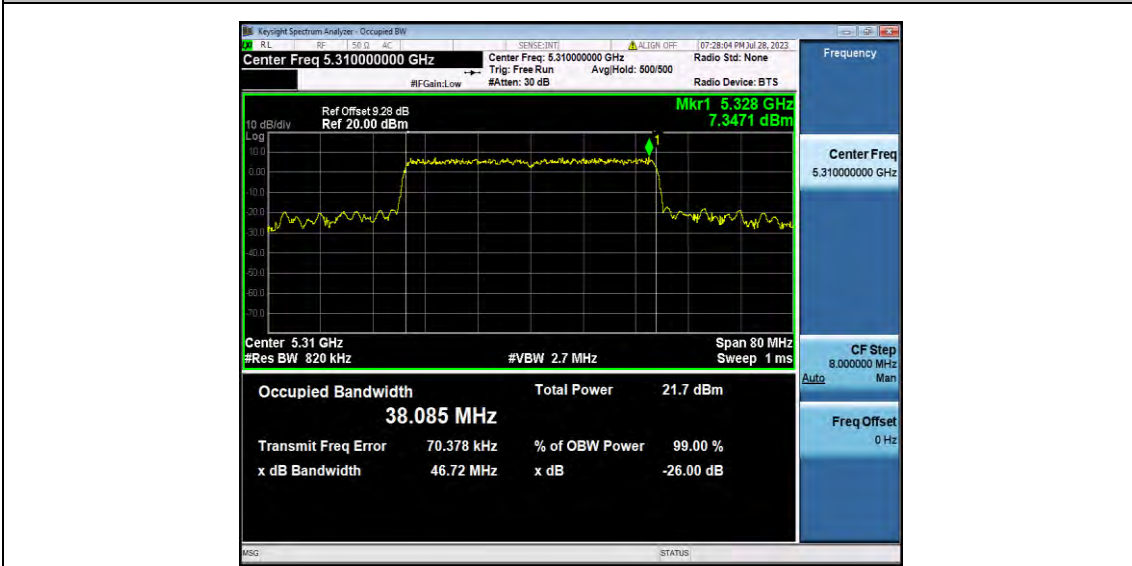 Keysight Spectrum Analyzer - Occupied BW
RL RF 50 Ω AC SENSE:INT ALIGN OFF 07:28:04 PM Jul 28, 2023
Center Freq 5.310000000 GHz Center Freq: 5.310000000 GHz Radio Std: None
Trig: Free Run Avg|Hold: 500/500
#IFGain:Low #Atten: 30 dB Radio Device: BTS
Frequency
Ref Offset 9.28 dB Mkr1 5.328 GHz
10 dB/div Ref 20.00 dBm 7.3471 dBm
Log
1
10.0
0.00
-10.0
-20.0
-30.0
-40.0
-50.0
-60.0
-70.0
Center Freq
5.310000000 GHz
Center 5.31 GHz Span 80 MHz
#Res BW 820 kHz #VBW 2.7 MHz Sweep 1 ms
CF Step
8.000000 MHz
Auto Man
Occupied Bandwidth Total Power 21.7 dBm
38.085 MHz
Transmit Freq Error 70.378 kHz % of OBW Power 99.00 %
x dB Bandwidth 46.72 MHz x dB -26.00 dB
Freq Offset
0 Hz
MSG STATUS